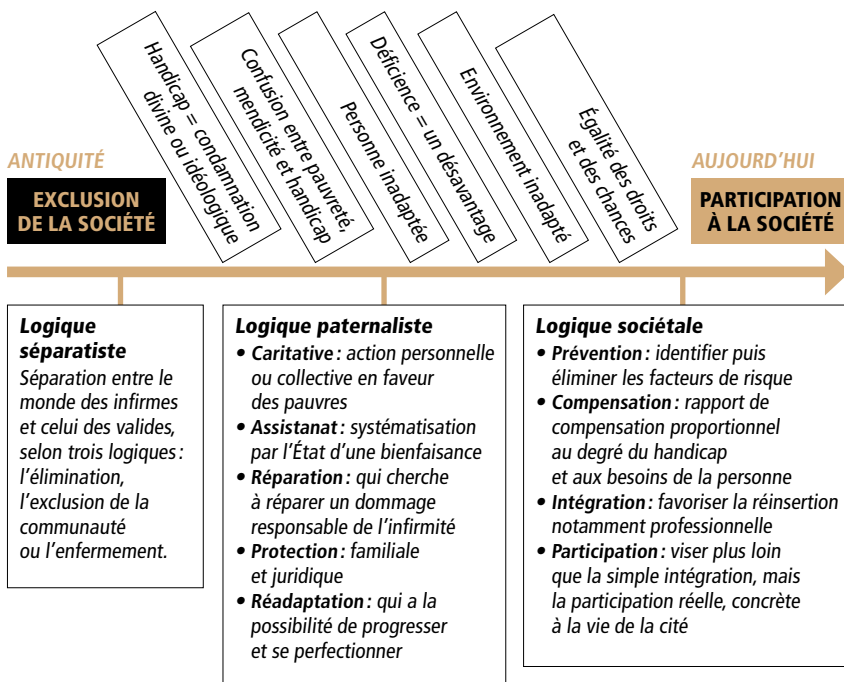 Handicap = condamnation
divine ou idéologique
Confusion entre pauvreté,
mendicité et handicap
Personne inadaptée
Déficience = un désavantage
Environnement inadapté
Égalité des droits
et des chances
ANTIQUITÉ
EXCLUSION
DE LA SOCIÉTÉ
AUJOURD'HUI
PARTICIPATION
À LA SOCIÉTÉ
Logique
séparatiste
Séparation entre le
monde des infirmes
et celui des valides,
selon trois logiques :
l'élimination,
l'exclusion de la
communauté
ou l'enfermement.
Logique paternaliste
• Caritative : action personnelle
ou collective en faveur
des pauvres
• Assistanat : systématisation
par l'État d'une bienfaisance
• Réparation : qui cherche
à réparer un dommage
responsable de l'infirmité
• Protection : familiale
et juridique
• Réadaptation : qui a la
possibilité de progresser
et se perfectionner
Logique sociétale
• Prévention : identifier puis
éliminer les facteurs de risque
• Compensation : rapport de
compensation proportionnel
au degré du handicap
et aux besoins de la personne
• Intégration : favoriser la réinsertion
notamment professionnelle
• Participation : viser plus loin
que la simple intégration, mais
la participation réelle, concrète
à la vie de la cité